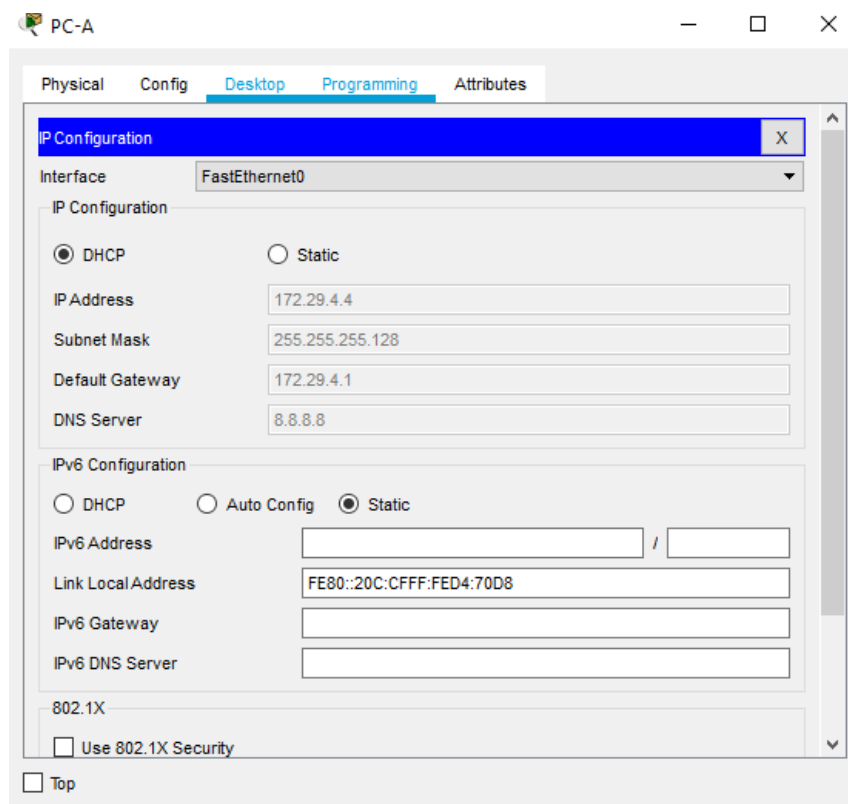 PC-A
Physical Config Desktop Programming Attributes
IP Configuration X
Interface FastEthernet0
IP Configuration
DHCP Static
IP Address 172.29.4.4
Subnet Mask 255.255.255.128
Default Gateway 172.29.4.1
DNS Server 8.8.8.8
IPv6 Configuration
DHCP Auto Config Static
IPv6 Address /
Link Local Address FE80::20C:CFFF:FED4:70D8
IPv6 Gateway
IPv6 DNS Server
802.1X
Use 802.1X Security
Top